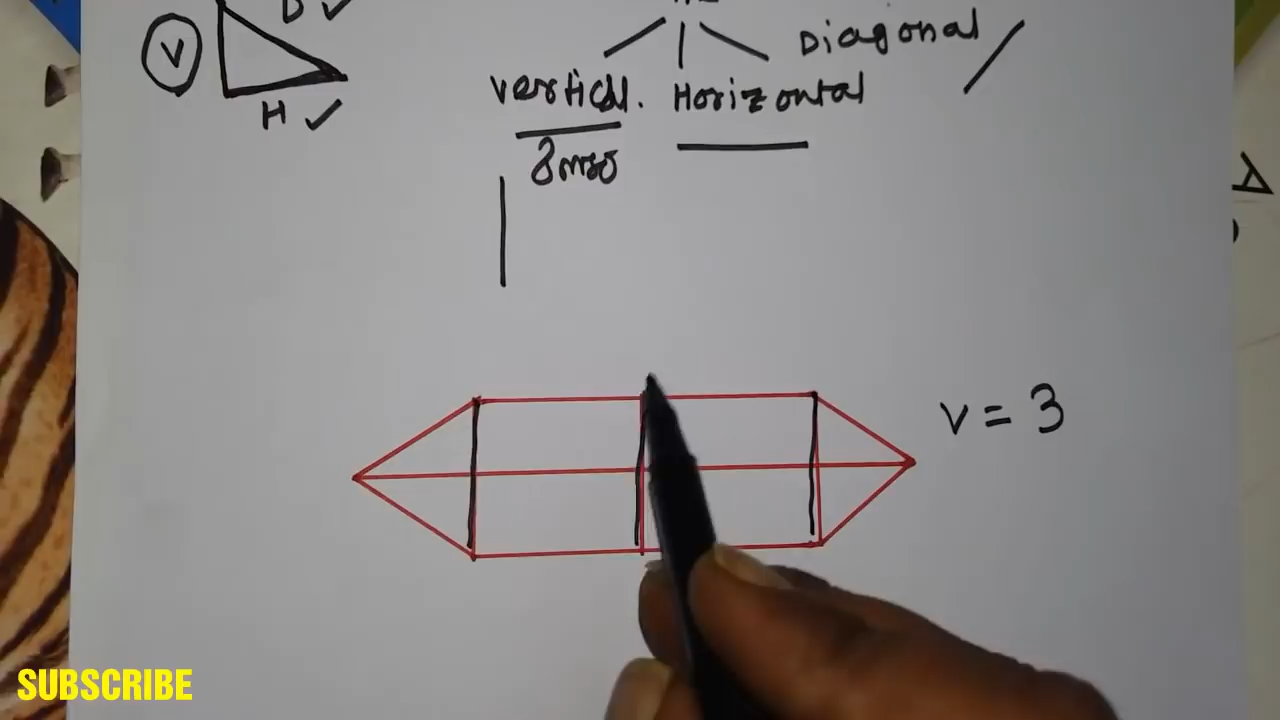 D ✓
V
H ✓
Diagonal
vertical. Horizontal
V = 3
SUBSCRIBE